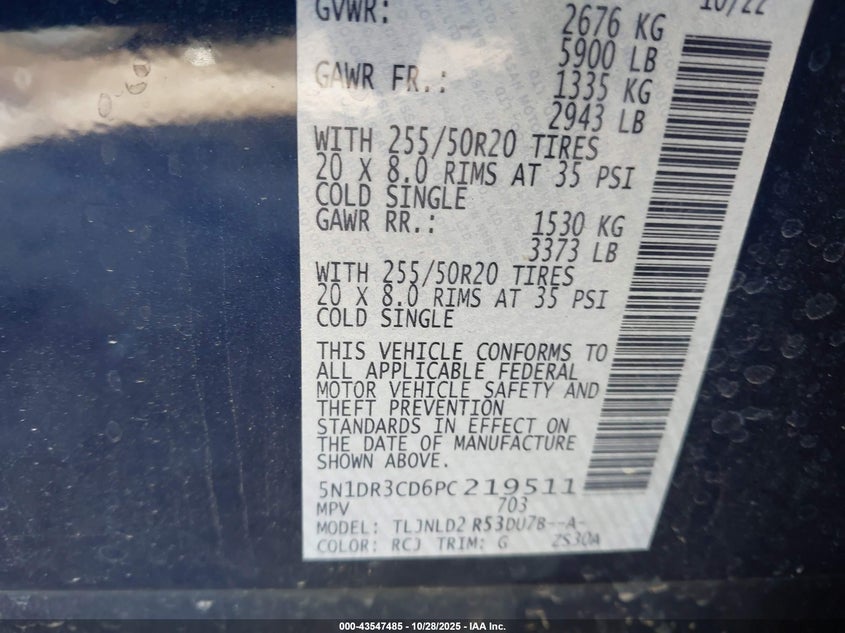 GVWR: 10/22
2676 KG
5900 LB
GAWR FR.: 1335 KG
2943 LB
WITH 255/50R20 TIRES
20 X 8.0 RIMS AT 35 PSI
COLD SINGLE
GAWR RR.: 1530 KG
3373 LB
WITH 255/50R20 TIRES
20 X 8.0 RIMS AT 35 PSI
COLD SINGLE
THIS VEHICLE CONFORMS TO
ALL APPLICABLE FEDERAL
MOTOR VEHICLE SAFETY AND
THEFT PREVENTION
STANDARDS IN EFFECT ON
THE DATE OF MANUFACTURE
SHOWN ABOVE.
5N1DR3CD6PC219511
MPV 703
MODEL: TLJNLD2 R53DU7B--A-
COLOR: RCJ TRIM: G ZS30A
000-43547485 - 10/28/2025 - IAA Inc.